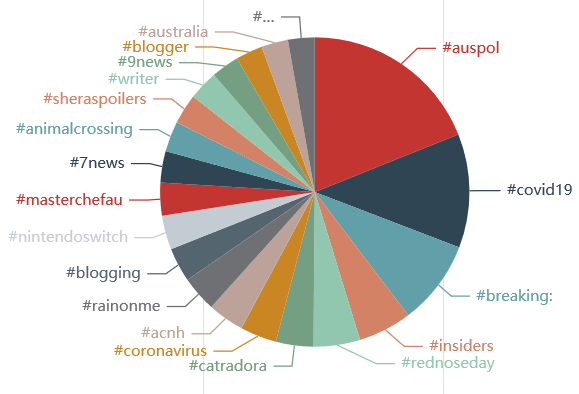 #...
#australia
#auspol
#blogger
#9news
#writer
#sheraspoilers
#animalcrossing
#7news
#covid19
#masterchefau
#nintendoswitch
#blogging
#breaking:
#rainonme
#acnh
#insiders
#coronavirus
#rednoseday
#catradora